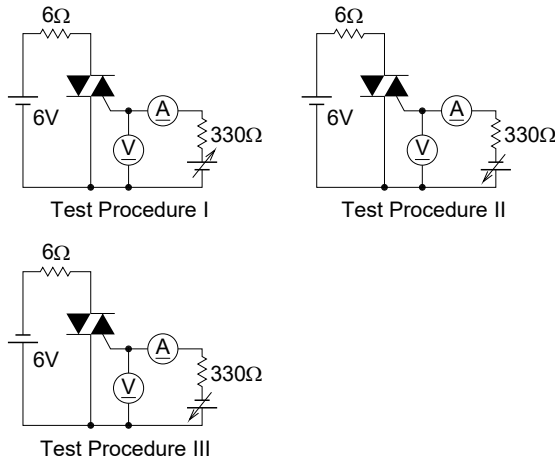 6Ω
6V
A
V
330Ω
Test Procedure I
6Ω
6V
A
V
330Ω
Test Procedure II
6Ω
6V
A
V
330Ω
Test Procedure III